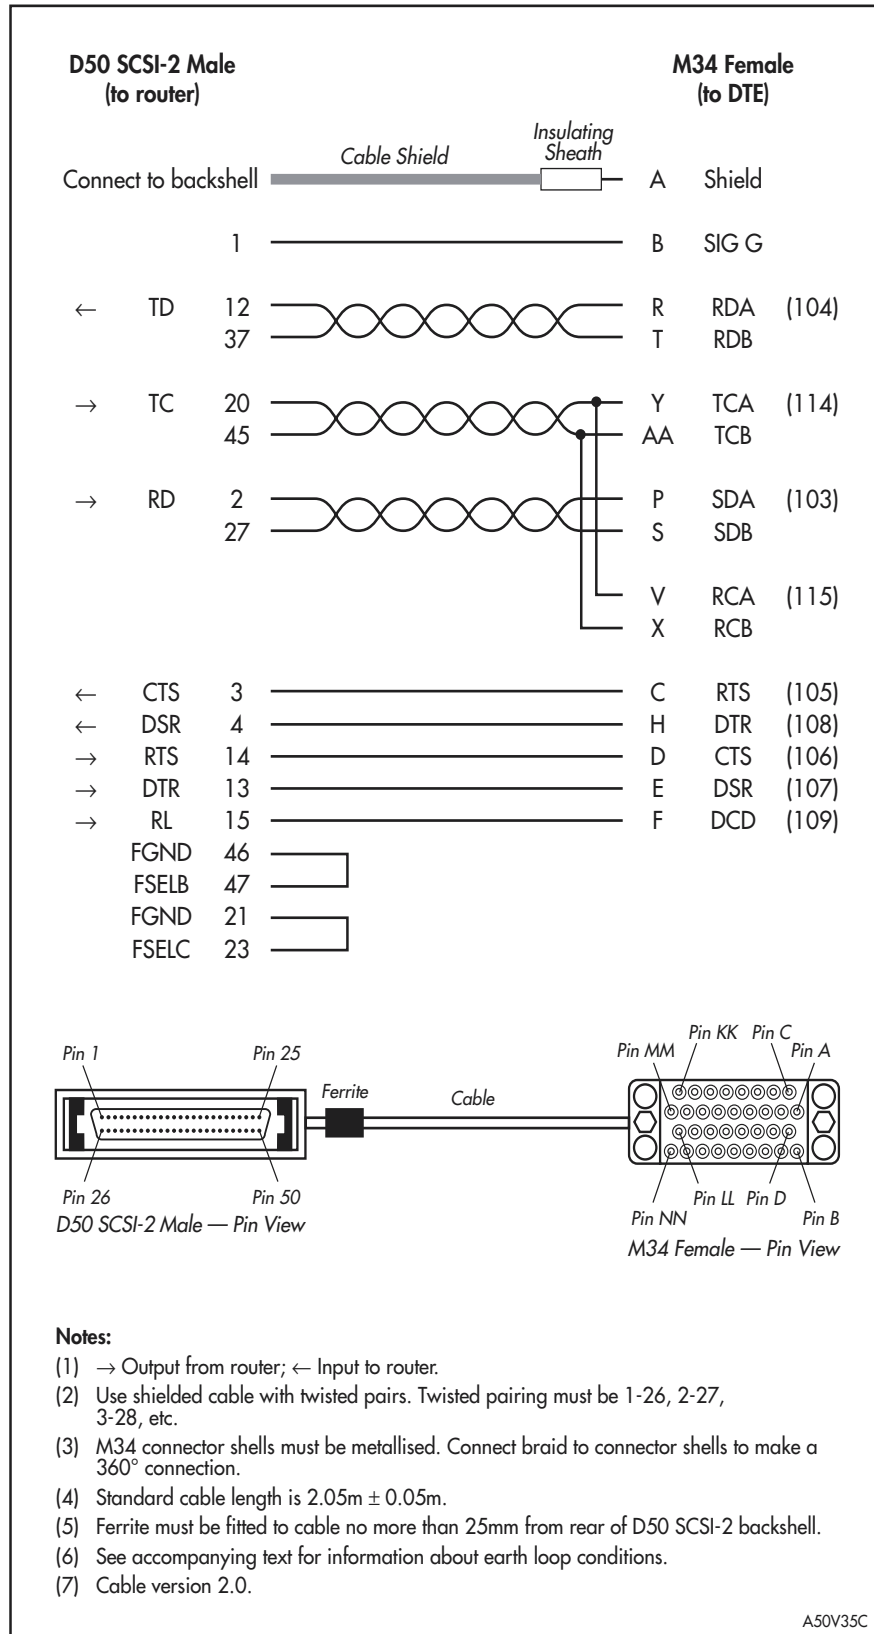 D50 SCSI-2 Male
(to router)
M34 Female
(to DTE)
Connect to backshell Cable Shield Insulating Sheath A Shield
1 B SIG G
← TD 12 R RDA (104)
37 T RDB
→ TC 20 Y TCA (114)
45 AA TCB
→ RD 2 P SDA (103)
27 S SDB
V RCA (115)
X RCB
← CTS 3 C RTS (105)
← DSR 4 H DTR (108)
→ RTS 14 D CTS (106)
→ DTR 13 E DSR (107)
→ RL 15 F DCD (109)
FGND 46
FSELB 47
FGND 21
FSELC 23
Pin 1 Pin 25
Ferrite
Cable
Pin KK Pin C
Pin MM Pin A
Pin 26 Pin 50
D50 SCSI-2 Male — Pin View
Pin LL Pin D
Pin NN Pin B
M34 Female — Pin View
Notes:
(1) → Output from router; ← Input to router.
(2) Use shielded cable with twisted pairs. Twisted pairing must be 1-26, 2-27,
3-28, etc.
(3) M34 connector shells must be metallised. Connect braid to connector shells to make a
360° connection.
(4) Standard cable length is 2.05m ± 0.05m.
(5) Ferrite must be fitted to cable no more than 25mm from rear of D50 SCSI-2 backshell.
(6) See accompanying text for information about earth loop conditions.
(7) Cable version 2.0.
A50V35C